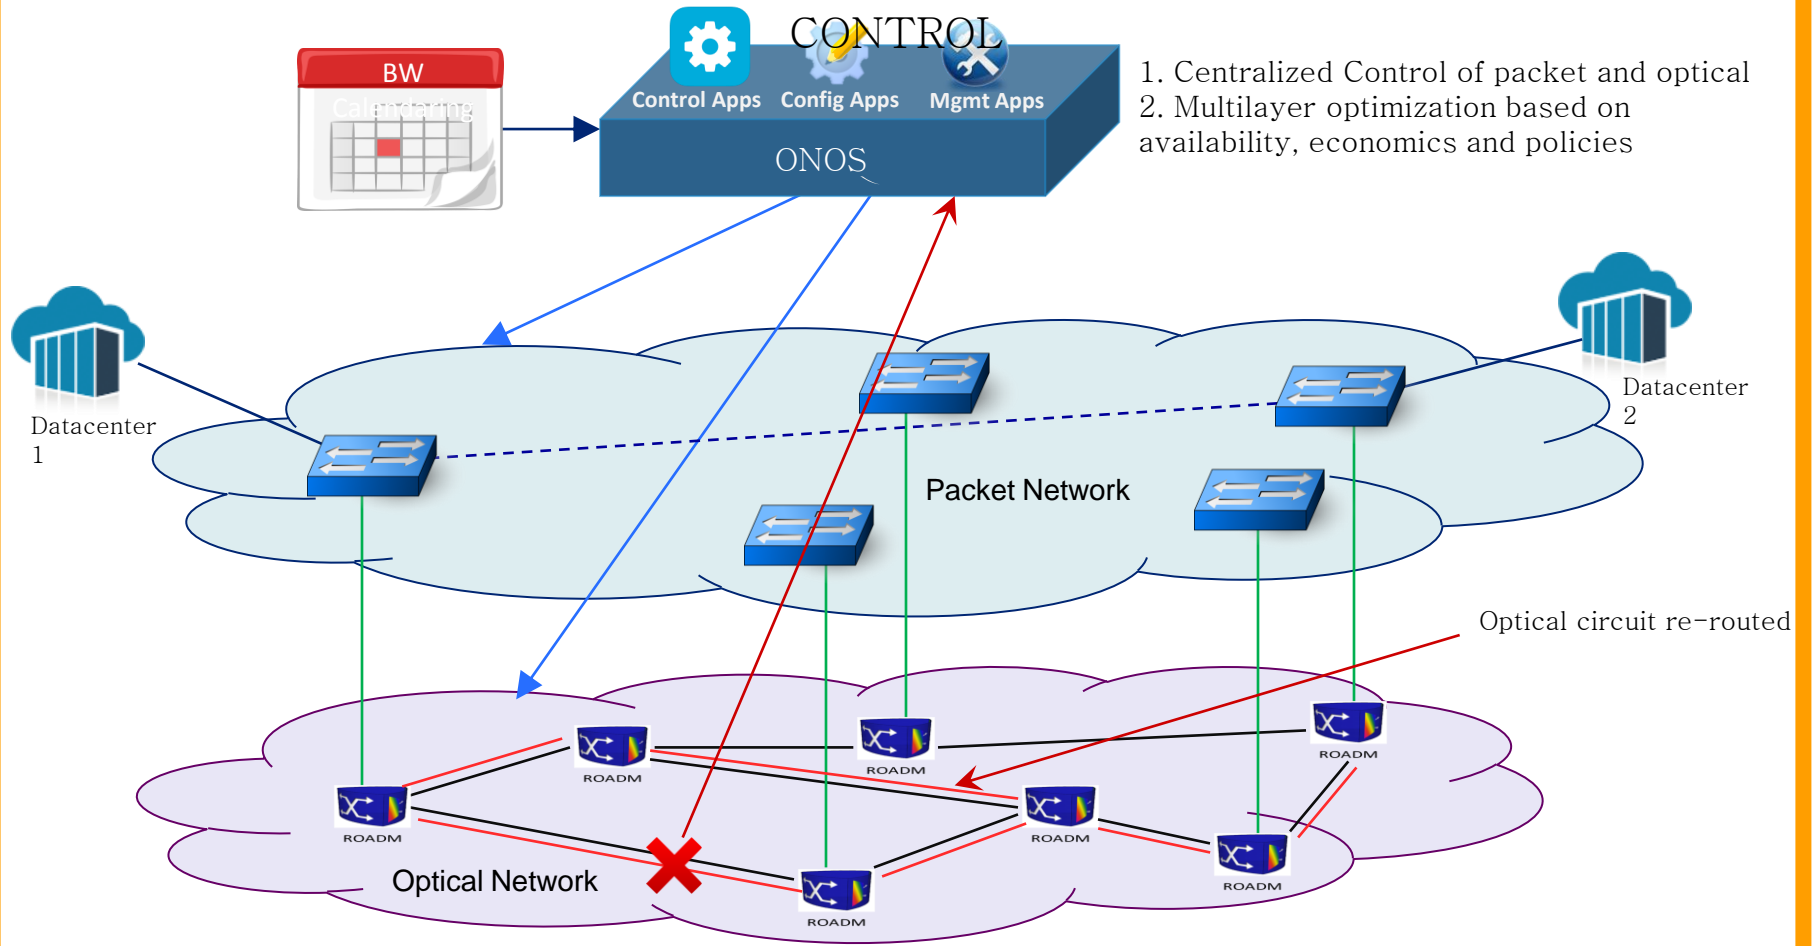 CONTROL
BW
Calendaring
Control Apps
Config Apps
Mgmt Apps
ONOS
1. Centralized Control of packet and optical
2. Multilayer optimization based on
availability, economics and policies
Datacenter
1
Datacenter
2
Packet Network
Optical circuit re-routed
ROADM
ROADM
ROADM
ROADM
ROADM
ROADM
ROADM
Optical Network